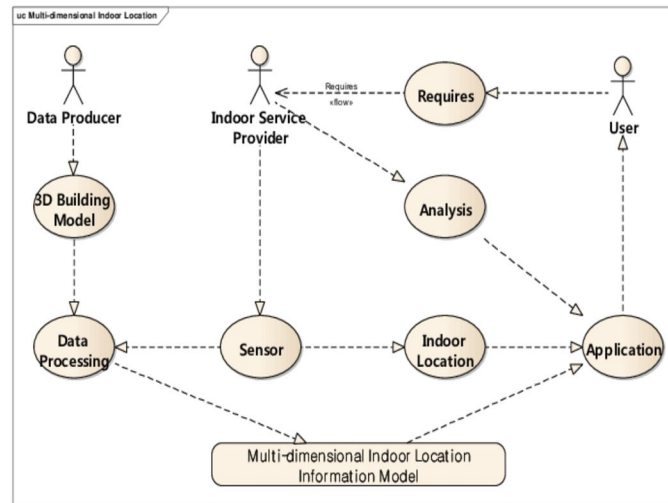 uc Multi-dimensional Indoor Location
Data Producer
Indoor Service
Provider
Requires
«flow»
Requires
User
3D Building
Model
Analysis
Data
Processing
Sensor
Indoor
Location
Application
Multi-dimensional Indoor Location
Information Model